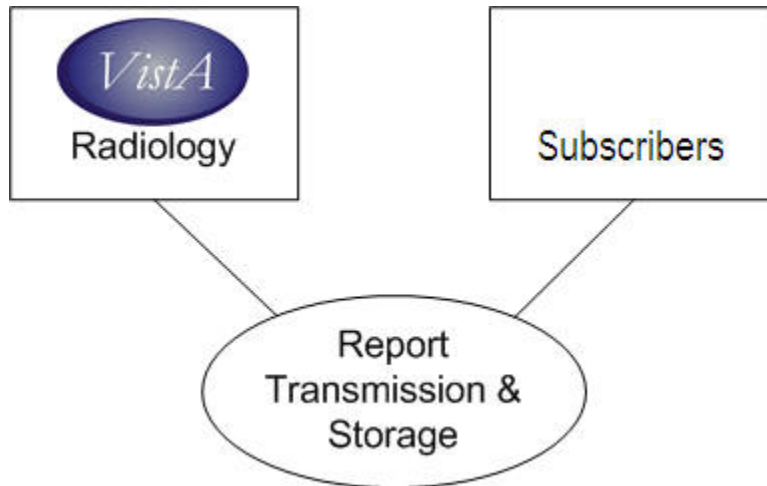 VistA
Radiology
Subscribers
Report
Transmission &
Storage